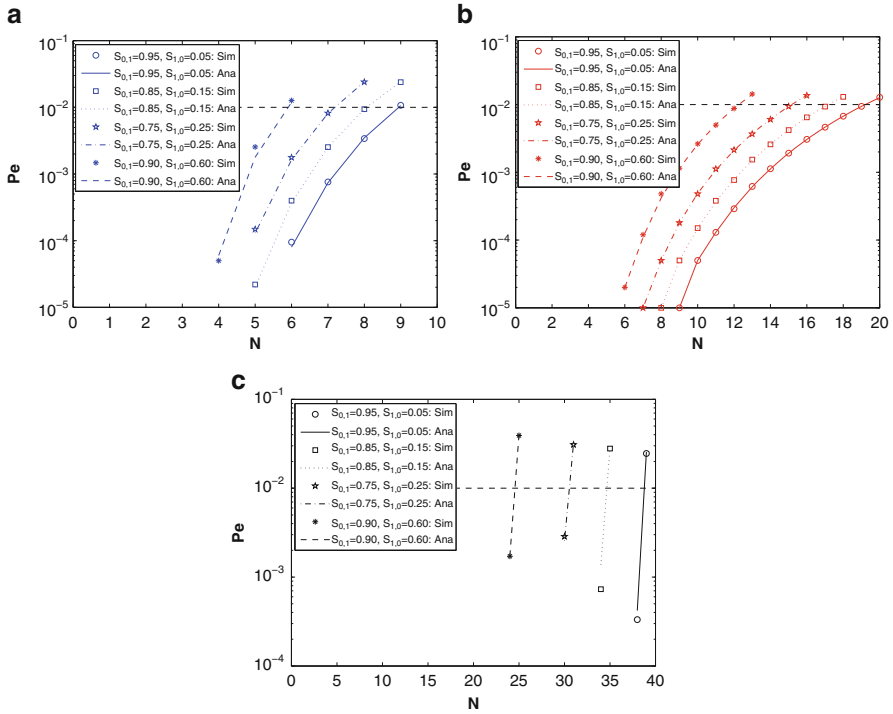 a
10⁻¹
10⁻²
10⁻³
10⁻⁴
10⁻⁵
Pe
S0,1=0.95, S1,0=0.05: Sim
S0,1=0.95, S1,0=0.05: Ana
S0,1=0.85, S1,0=0.15: Sim
S0,1=0.85, S1,0=0.15: Ana
S0,1=0.75, S1,0=0.25: Sim
S0,1=0.75, S1,0=0.25: Ana
S0,1=0.90, S1,0=0.60: Sim
S0,1=0.90, S1,0=0.60: Ana
0 1 2 3 4 5 6 7 8 9 10
N
b
10⁻¹
10⁻²
10⁻³
10⁻⁴
10⁻⁵
Pe
S0,1=0.95, S1,0=0.05: Sim
S0,1=0.95, S1,0=0.05: Ana
S0,1=0.85, S1,0=0.15: Sim
S0,1=0.85, S1,0=0.15: Ana
S0,1=0.75, S1,0=0.25: Sim
S0,1=0.75, S1,0=0.25: Ana
S0,1=0.90, S1,0=0.60: Sim
S0,1=0.90, S1,0=0.60: Ana
0 2 4 6 8 10 12 14 16 18 20
N
c
10⁻¹
10⁻²
10⁻³
10⁻⁴
Pe
S0,1=0.95, S1,0=0.05: Sim
S0,1=0.95, S1,0=0.05: Ana
S0,1=0.85, S1,0=0.15: Sim
S0,1=0.85, S1,0=0.15: Ana
S0,1=0.75, S1,0=0.25: Sim
S0,1=0.75, S1,0=0.25: Ana
S0,1=0.90, S1,0=0.60: Sim
S0,1=0.90, S1,0=0.60: Ana
0 5 10 15 20 25 30 35 40
N